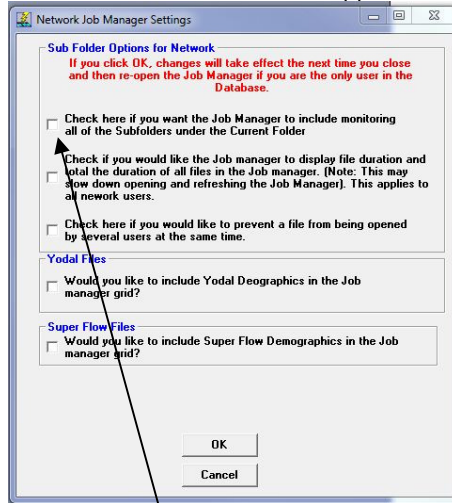 Network Job Manager Settings
Sub Folder Options for Network
If you click OK, changes will take effect the next time you close
and then re-open the Job Manager if you are the only user in the
Database.
Check here if you want the Job Manager to include monitoring
all of the Subfolders under the Current Folder
Check if you would like the Job manager to display file duration and
total the duration of all files in the Job manager. (Note: This may
slow down opening and refreshing the Job Manager). This applies to
all nework users.
Check here if you would like to prevent a file from being opened
by several users at the same time.
Yodal Files
Would you like to include Yodal Deographics in the Job
manager grid?
Super Flow Files
Would you like to include Super Flow Demographics in the Job
manager grid?
OK
Cancel